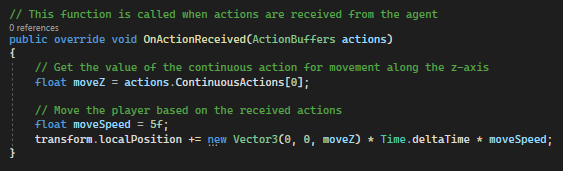 // This function is called when actions are received from the agent
0 references
public override void OnActionReceived(ActionBuffers actions)
{
// Get the value of the continuous action for movement along the z-axis
float moveZ = actions.ContinuousActions[0];
// Move the player based on the received actions
float moveSpeed = 5f;
transform.localPosition += new Vector3(0, 0, moveZ) * Time.deltaTime * moveSpeed;
}